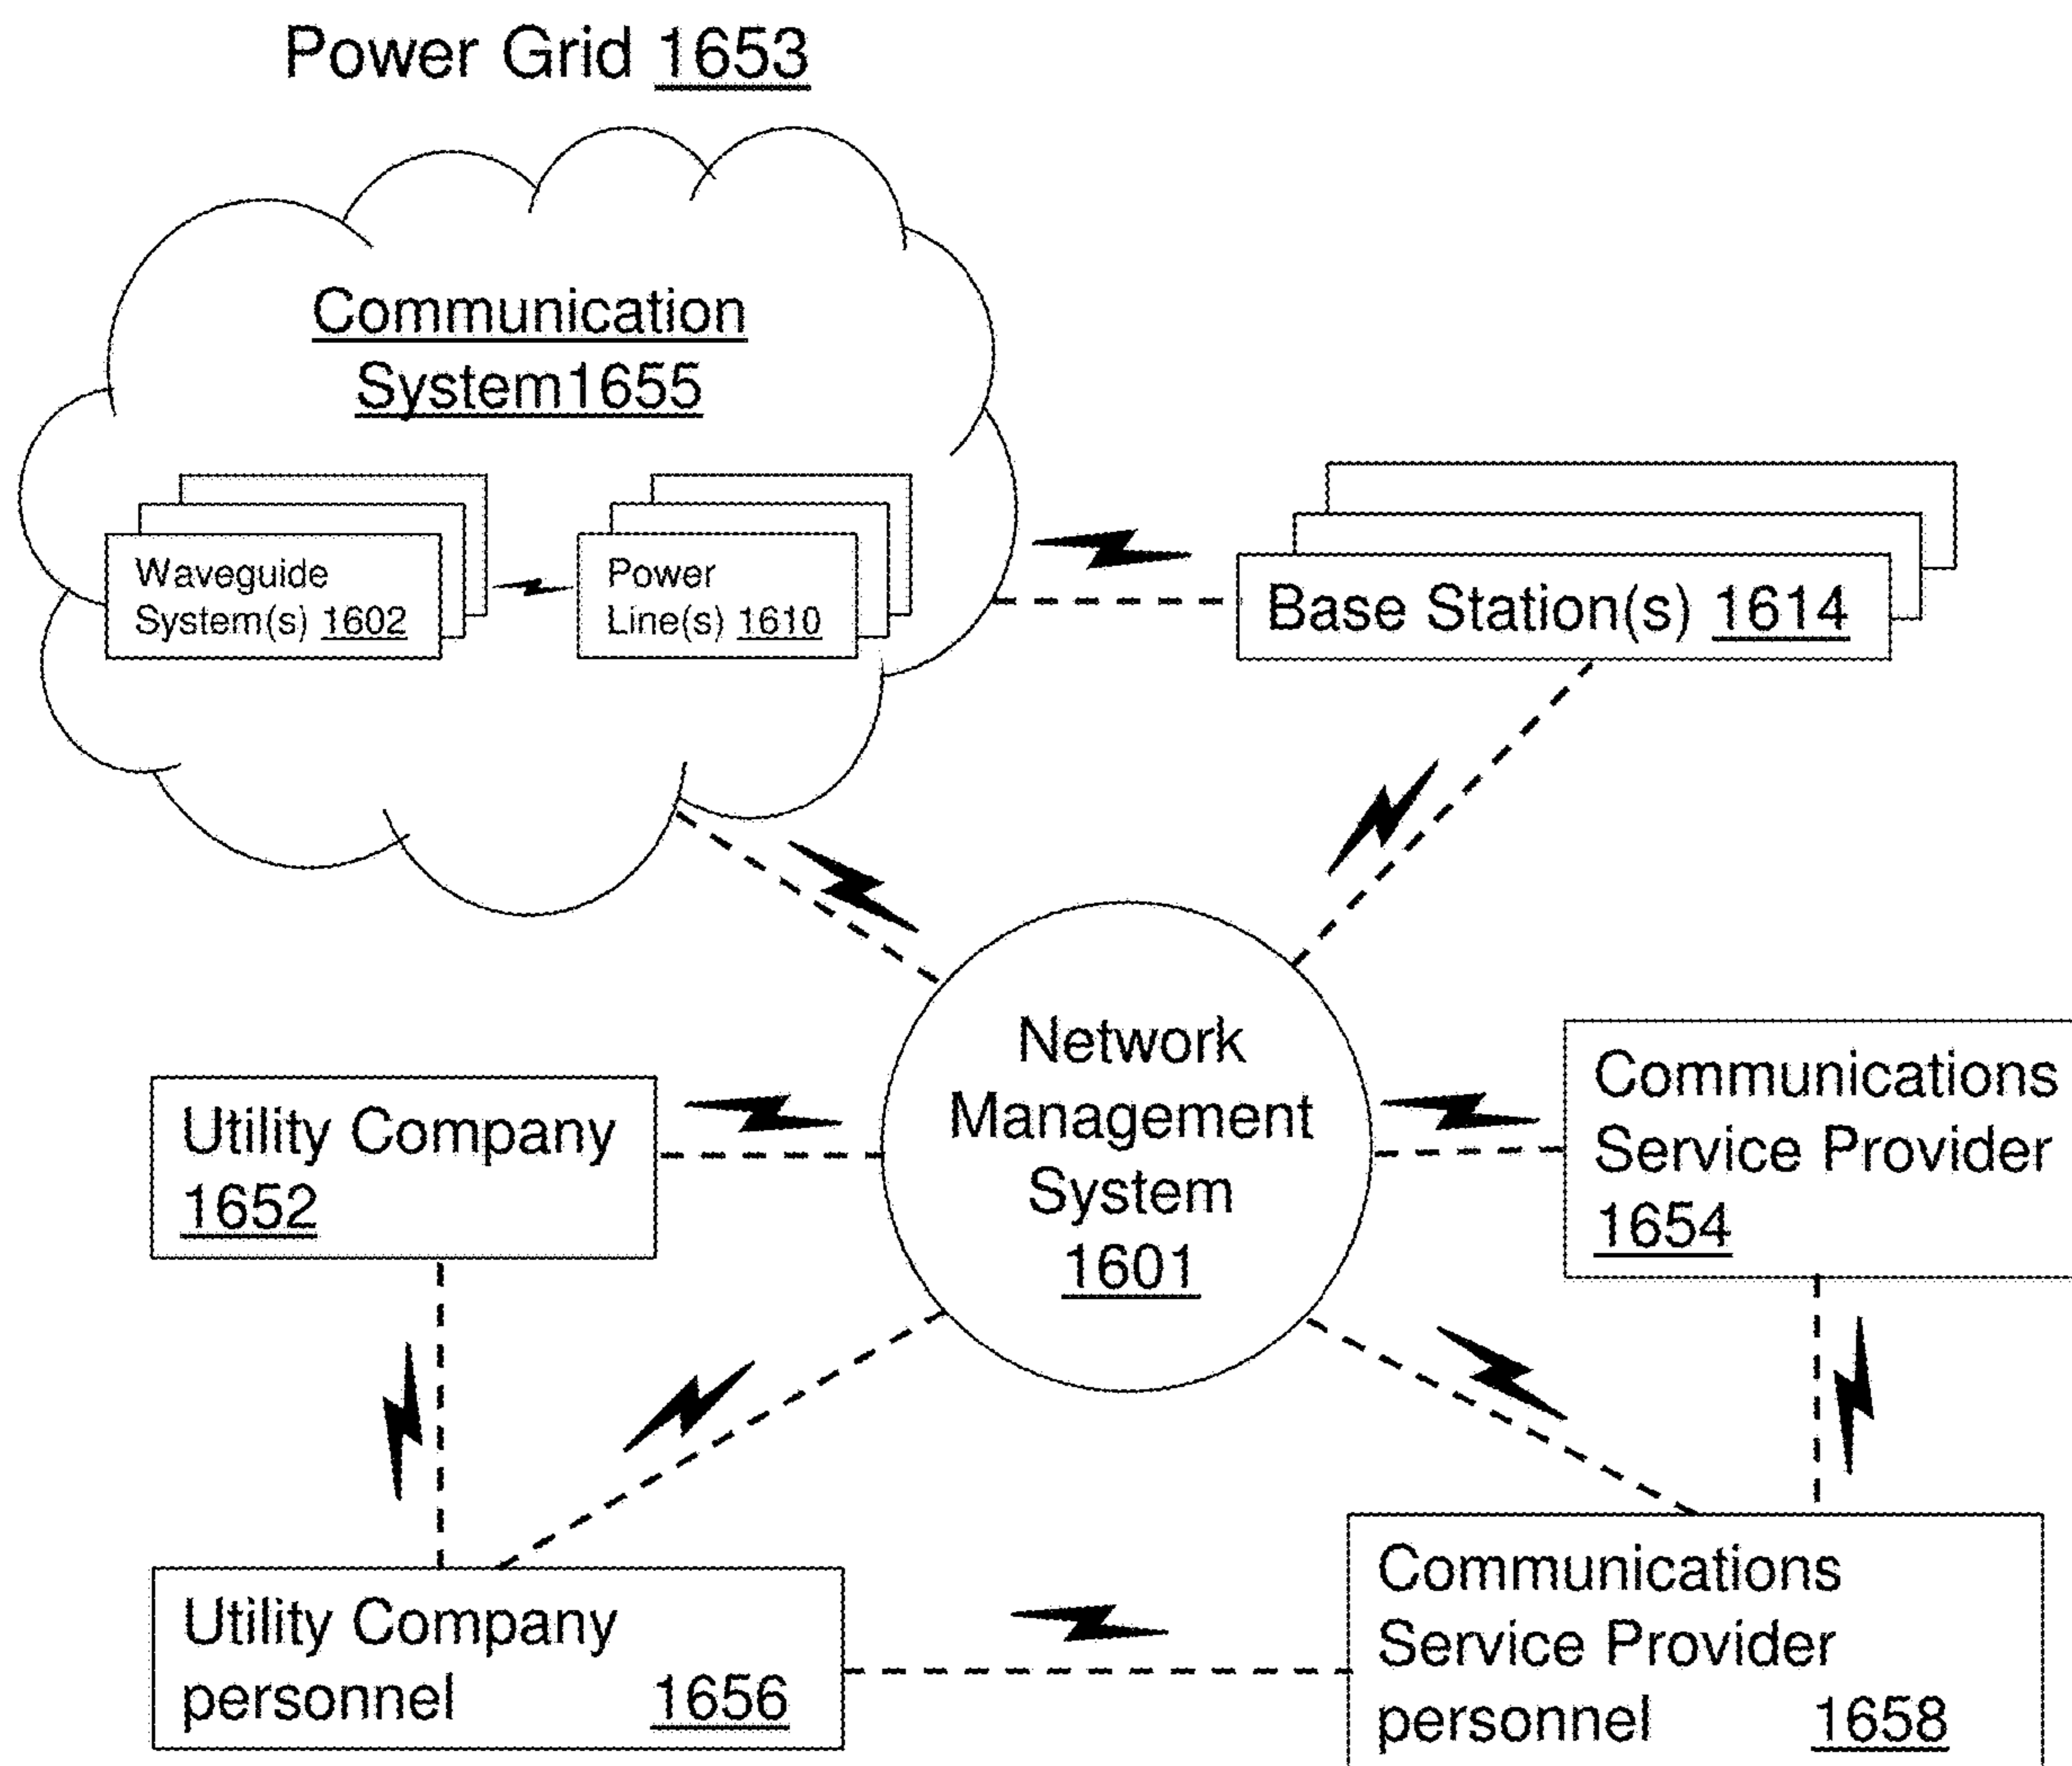 Power Grid 1653
Communication
System1655
Waveguide
System(s) 1602
Power
Line(s) 1610
Base Station(s) 1614
Network
Management
System
1601
Utility Company
1652
Communications
Service Provider
1654
Utility Company
personnel 1656
Communications
Service Provider
personnel 1658